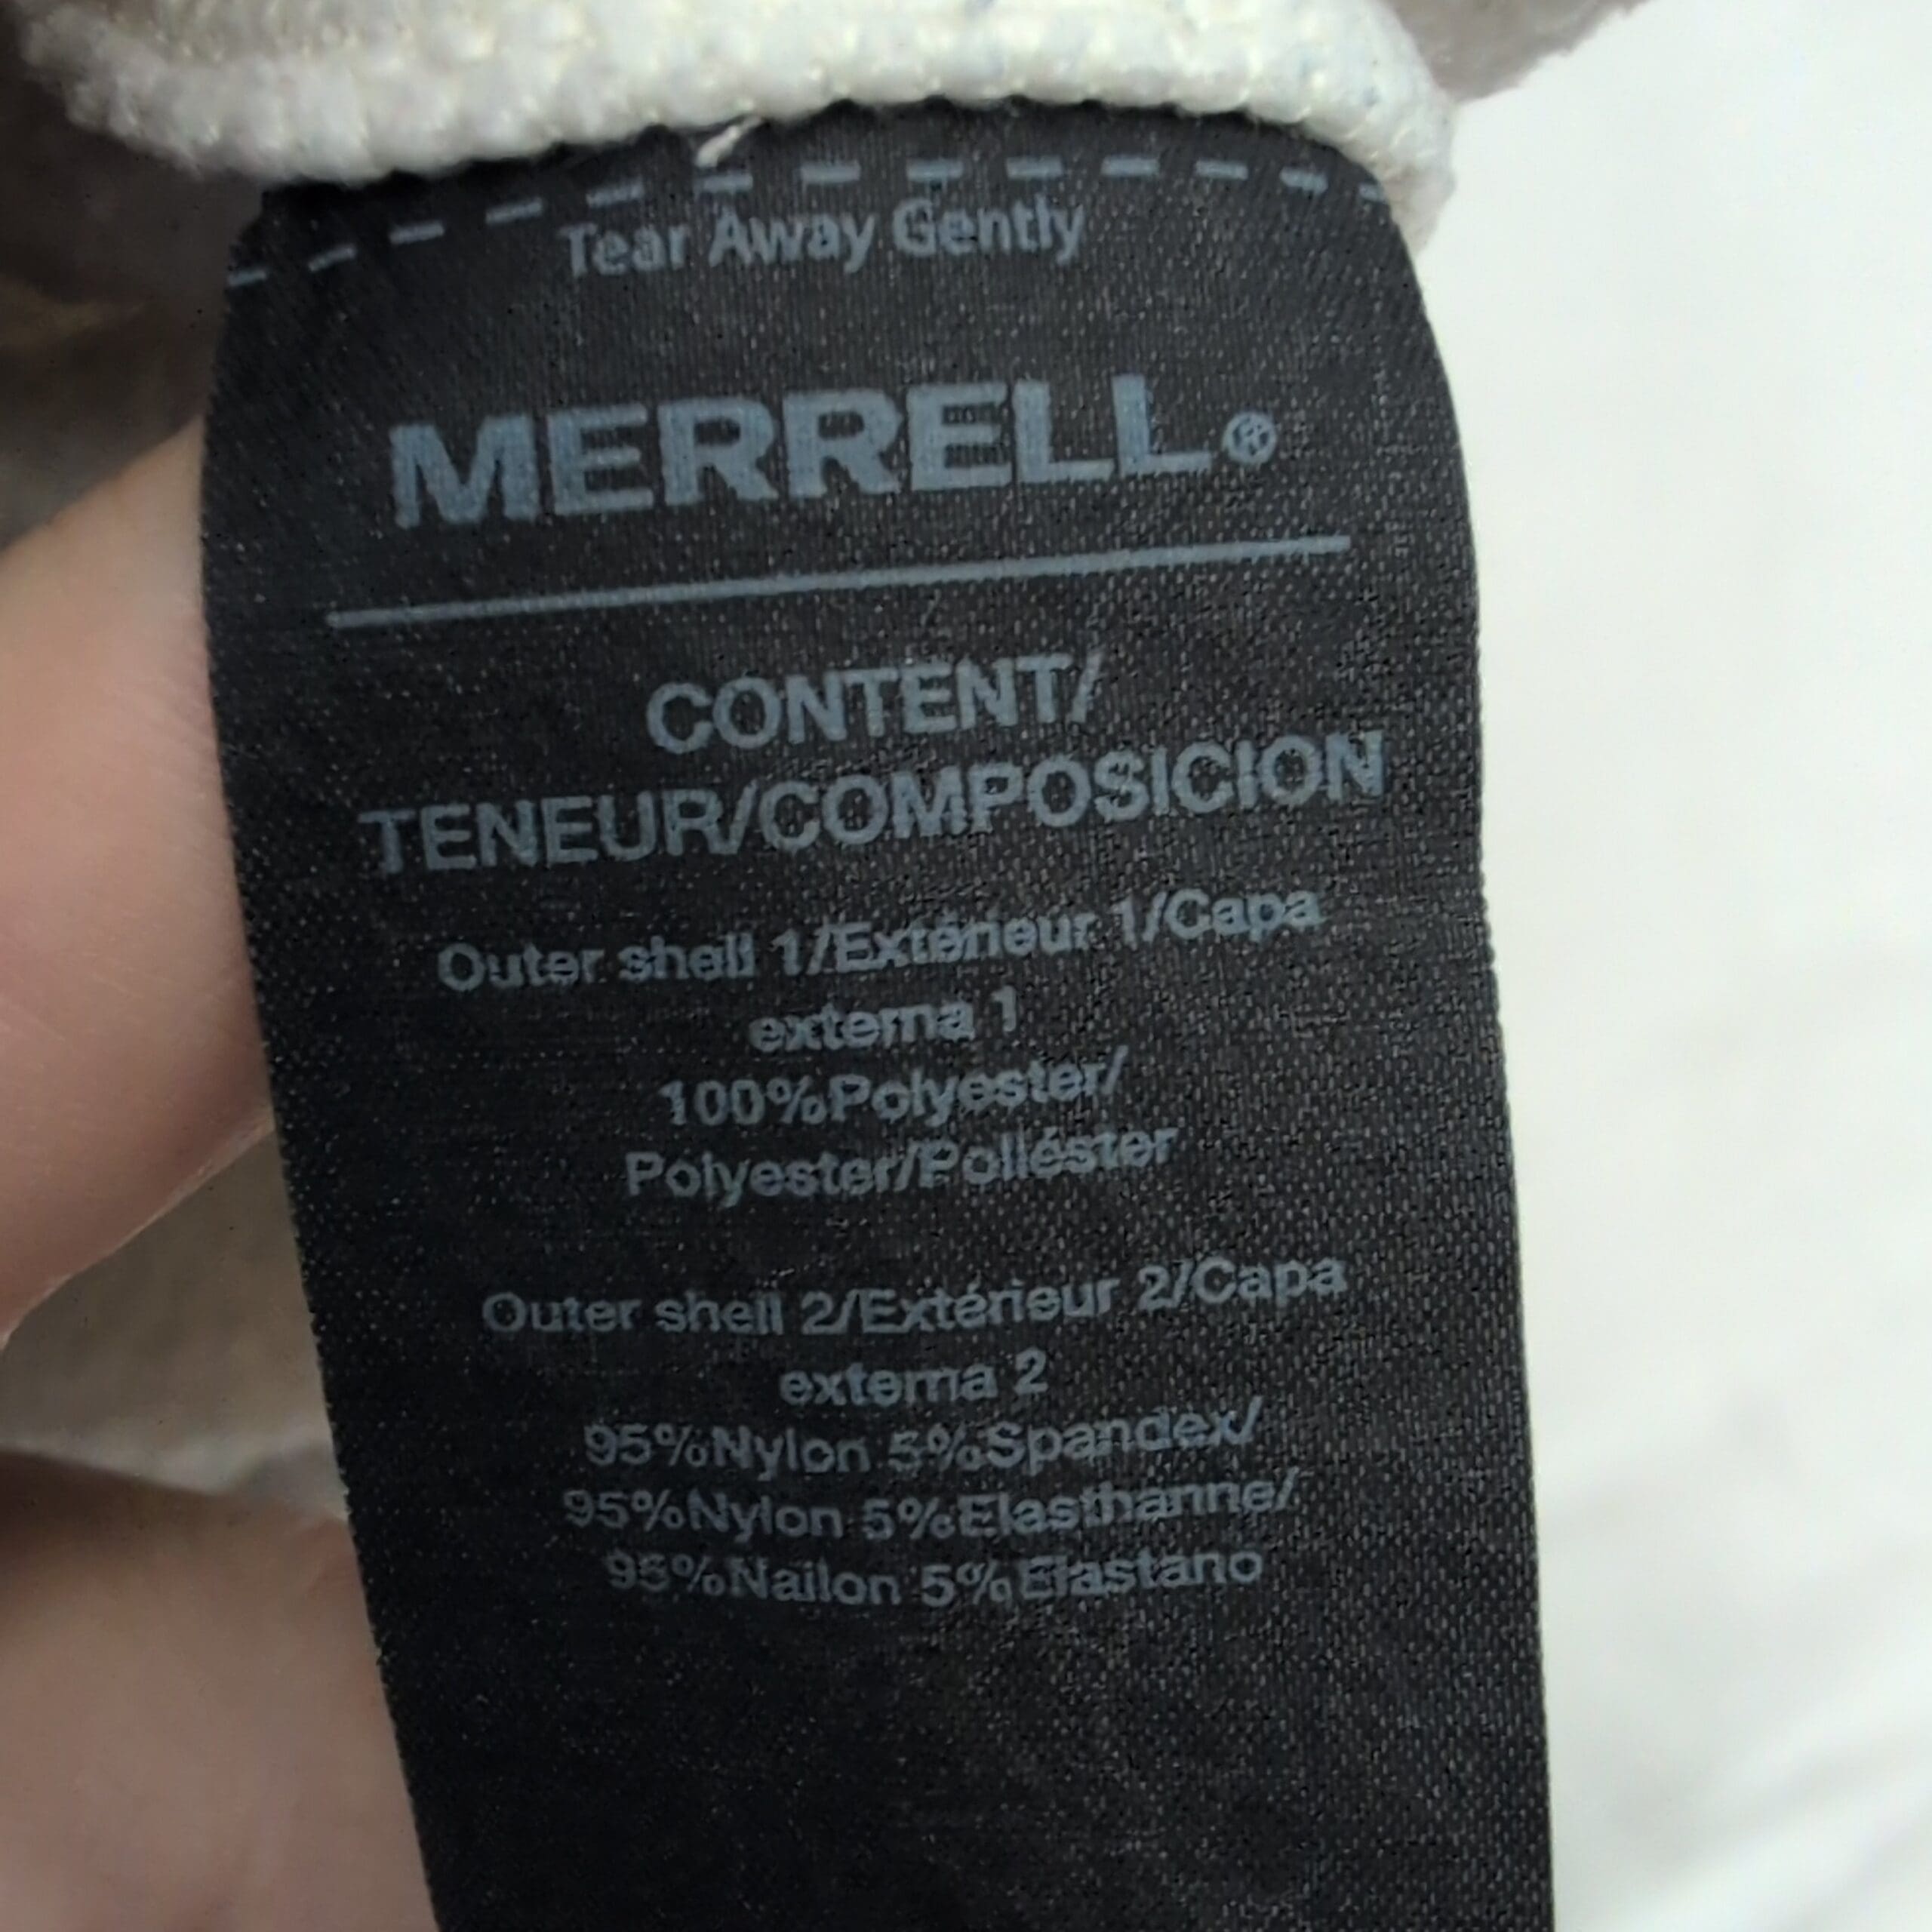 Tear Away Gently
MERRELL®
CONTENT/
TENEUR/COMPOSICION
Outer shell 1/Extérieur 1/Capa
externa 1
100%Polyester/
Polyester/Poliéster
Outer shell 2/Extérieur 2/Capa
externa 2
95%Nylon 5%Spandex/
95%Nylon 5%Elasthanne/
95%Nailon 5%Elastano